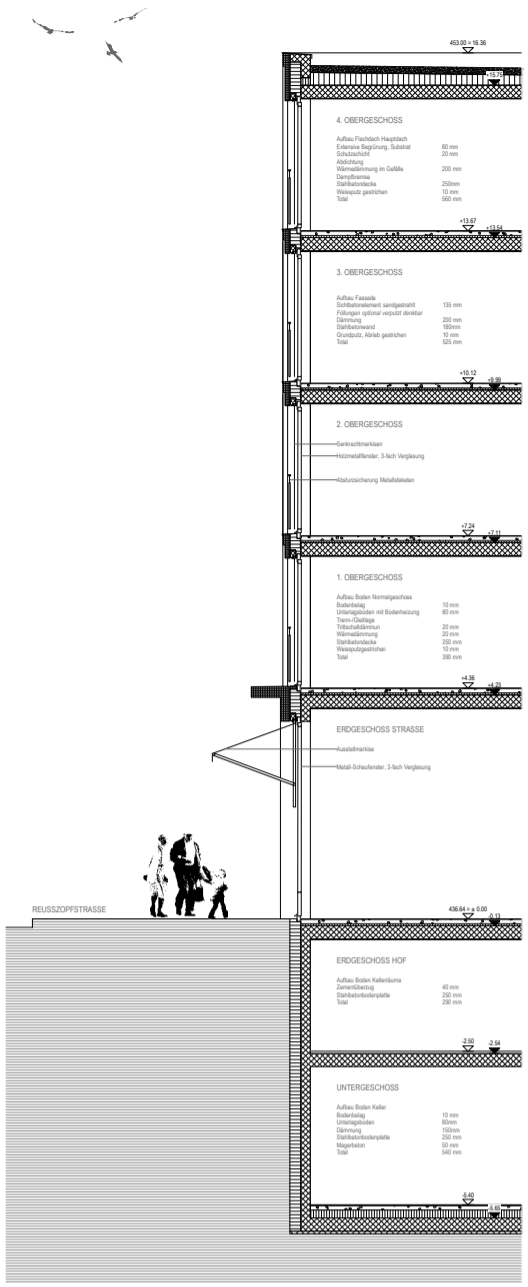 453.00 = 16.36
+15.75
4. OBERGESCHOSS
Aufbau Flachdach Hauptdach
Extensive Begrünung, Substrat 80 mm
Schutzschicht 20 mm
Abdichtung
Wärmedämmung im Gefälle 200 mm
Dampfbremse
Stahlbetondecke 250mm
Weissputz gestrichen 10 mm
Total 560 mm
+13.67
+13.54
3. OBERGESCHOSS
Aufbau Fassade
Sichtbetonelement sandgestrahlt 135 mm
Füllungen optional verputzt denkbar
Dämmung 200 mm
Stahlbetonwand 180mm
Grundputz, Abrieb gestrichen 10 mm
Total 525 mm
+10.12
+9.99
2. OBERGESCHOSS
Senkrechtmarkisen
Holzmetallfenster, 3-fach Verglasung
Absturzsicherung Metallstaketen
+7.24
+7.11
1. OBERGESCHOSS
Aufbau Boden Normalgeschoss
Bodenbelag 10 mm
Unterlagsboden mit Bodenheizung 80 mm
Trenn-/Gleitlage
Trittschalldämmun 20 mm
Wärmedämmung 20 mm
Stahlbetondecke 250 mm
Weissputzgestrichen 10 mm
Total 390 mm
+4.36
+4.23
ERDGESCHOSS STRASSE
Ausstellmarkise
Metall-Schaufenster, 3-fach Verglasung
REUSSZOPFSTRASSE
436.64 = ± 0.00
-0.13
ERDGESCHOSS HOF
Aufbau Boden Kellerräume
Zementüberzug 40 mm
Stahlbetonbodenplatte 250 mm
Total 290 mm
-2.50
-2.54
UNTERGESCHOSS
Aufbau Boden Keller
Bodenbelag 10 mm
Unterlagsboden 80mm
Dämmung 150mm
Stahlbetonbodenplatte 250 mm
Magerbeton 50 mm
Total 540 mm
-5.40
-5.65